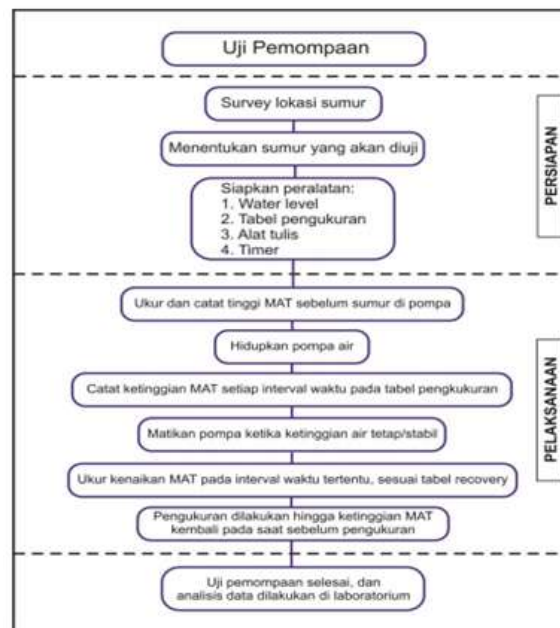 Uji Pemompaan
Survey lokasi sumur
Menentukan sumur yang akan diuji
Siapkan peralatan:
1. Water level
2. Tabel pengukuran
3. Alat tulis
4. Timer
PERSIAPAN
Ukur dan catat tinggi MAT sebelum sumur di pompa
Hidupkan pompa air
Catat ketinggian MAT setiap interval waktu pada tabel pengkukuran
Matikan pompa ketika ketinggian air tetap/stabil
Ukur kenaikan MAT pada interval waktu tertentu, sesuai tabel recovery
Pengukuran dilakukan hingga ketinggian MAT
kembali pada saat sebelum pengukuran
PELAKSANAAN
Uji pemompaan selesai, dan
analisis data dilakukan di laboratorium